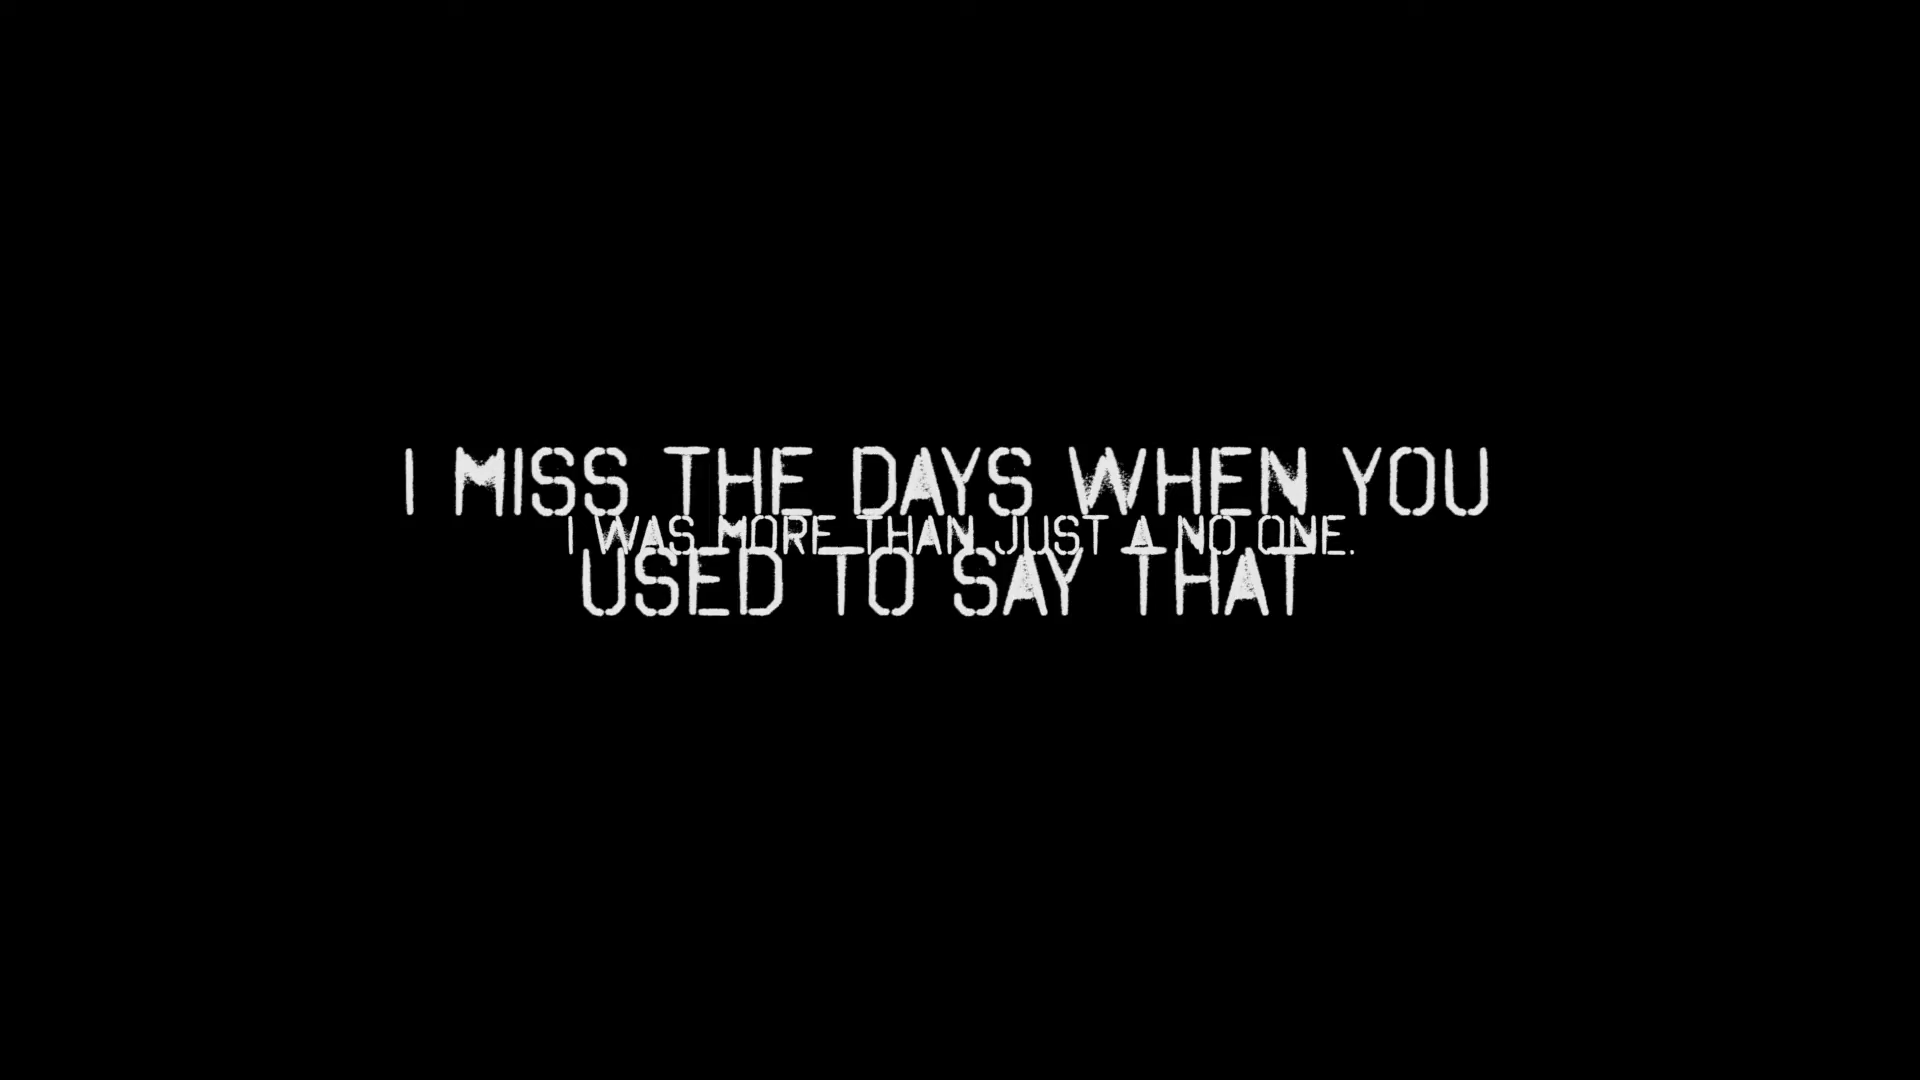 I MISS THE DAYS WHEN YOU
I WAS MORE THAN JUST A NO ONE.
USED TO SAY THAT